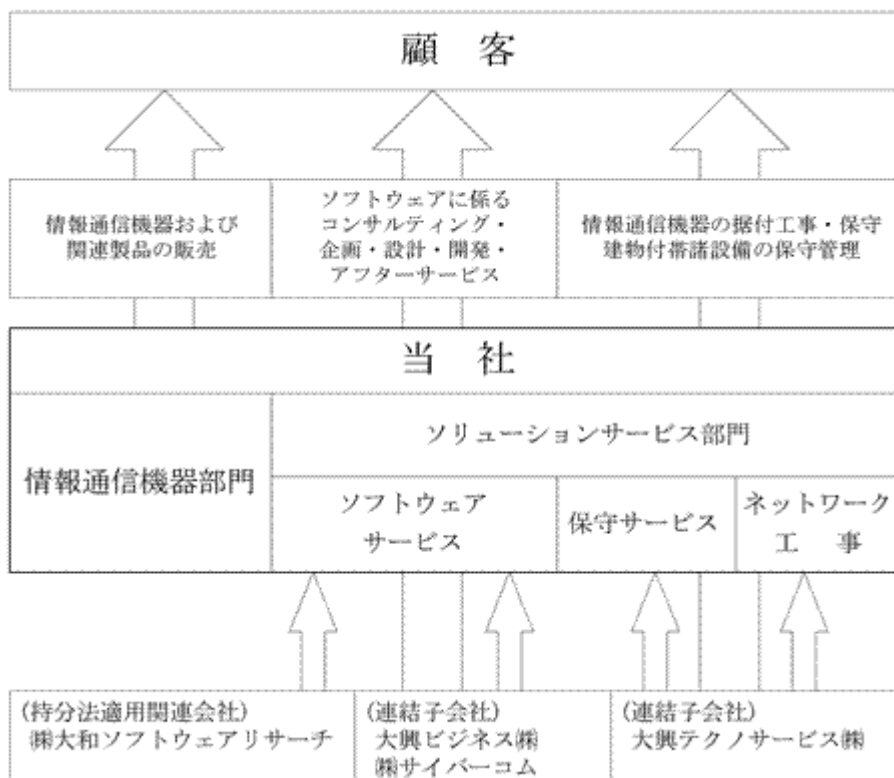 顧　客
情報通信機器および
関連製品の販売
ソフトウェアに係る
コンサルティング・
企画・設計・開発・
アフターサービス
情報通信機器の据付工事・保守
建物付帯諸設備の保守管理
当　社
情報通信機器部門
ソリューションサービス部門
ソフトウェア
サービス
保守サービス
ネットワーク
工　事
(持分法適用関連会社)
㈱大和ソフトウェアリサーチ
(連結子会社)
大興ビジネス㈱
㈱サイバーコム
(連結子会社)
大興テクノサービス㈱